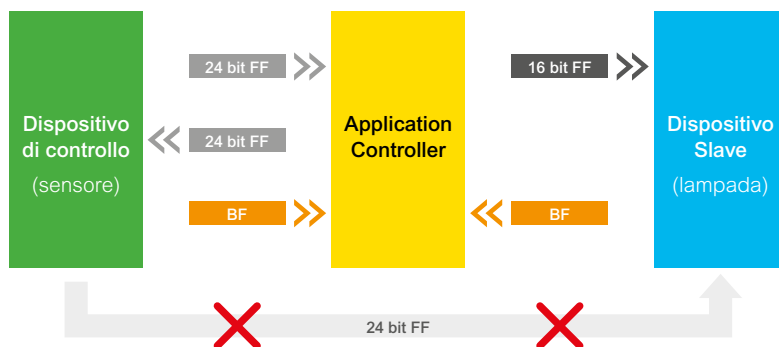 24 bit FF
16 bit FF
Dispositivo
di controllo
(sensore)
24 bit FF
Application
Controller
Dispositivo
Slave
(lampada)
BF
BF
24 bit FF